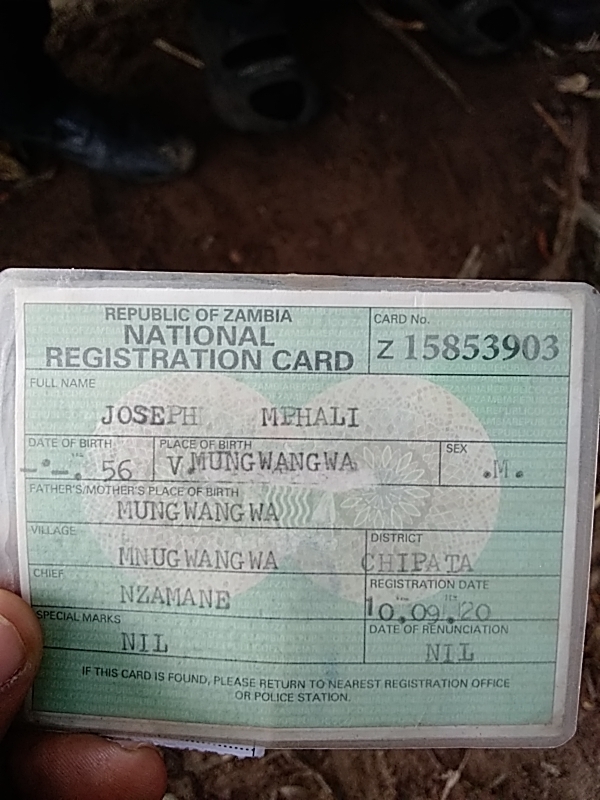 REPUBLIC OF ZAMBIA
NATIONAL
REGISTRATION CARD
CARD No.
Z 15853903
FULL NAME
JOSEPH MPHALI
DATE OF BIRTH
-.-. 56
PLACE OF BIRTH
V.MUNGWANGWA
SEX
.M.
FATHER'S/MOTHER'S PLACE OF BIRTH
MUNGWANGWA
VILLAGE
MNUGWANGWA
DISTRICT
CHIPATA
CHIEF
NZAMANE
REGISTRATION DATE
10.09.20
SPECIAL MARKS
NIL
DATE OF RENUNCIATION
NIL
IF THIS CARD IS FOUND, PLEASE RETURN TO NEAREST REGISTRATION OFFICE
OR POLICE STATION.